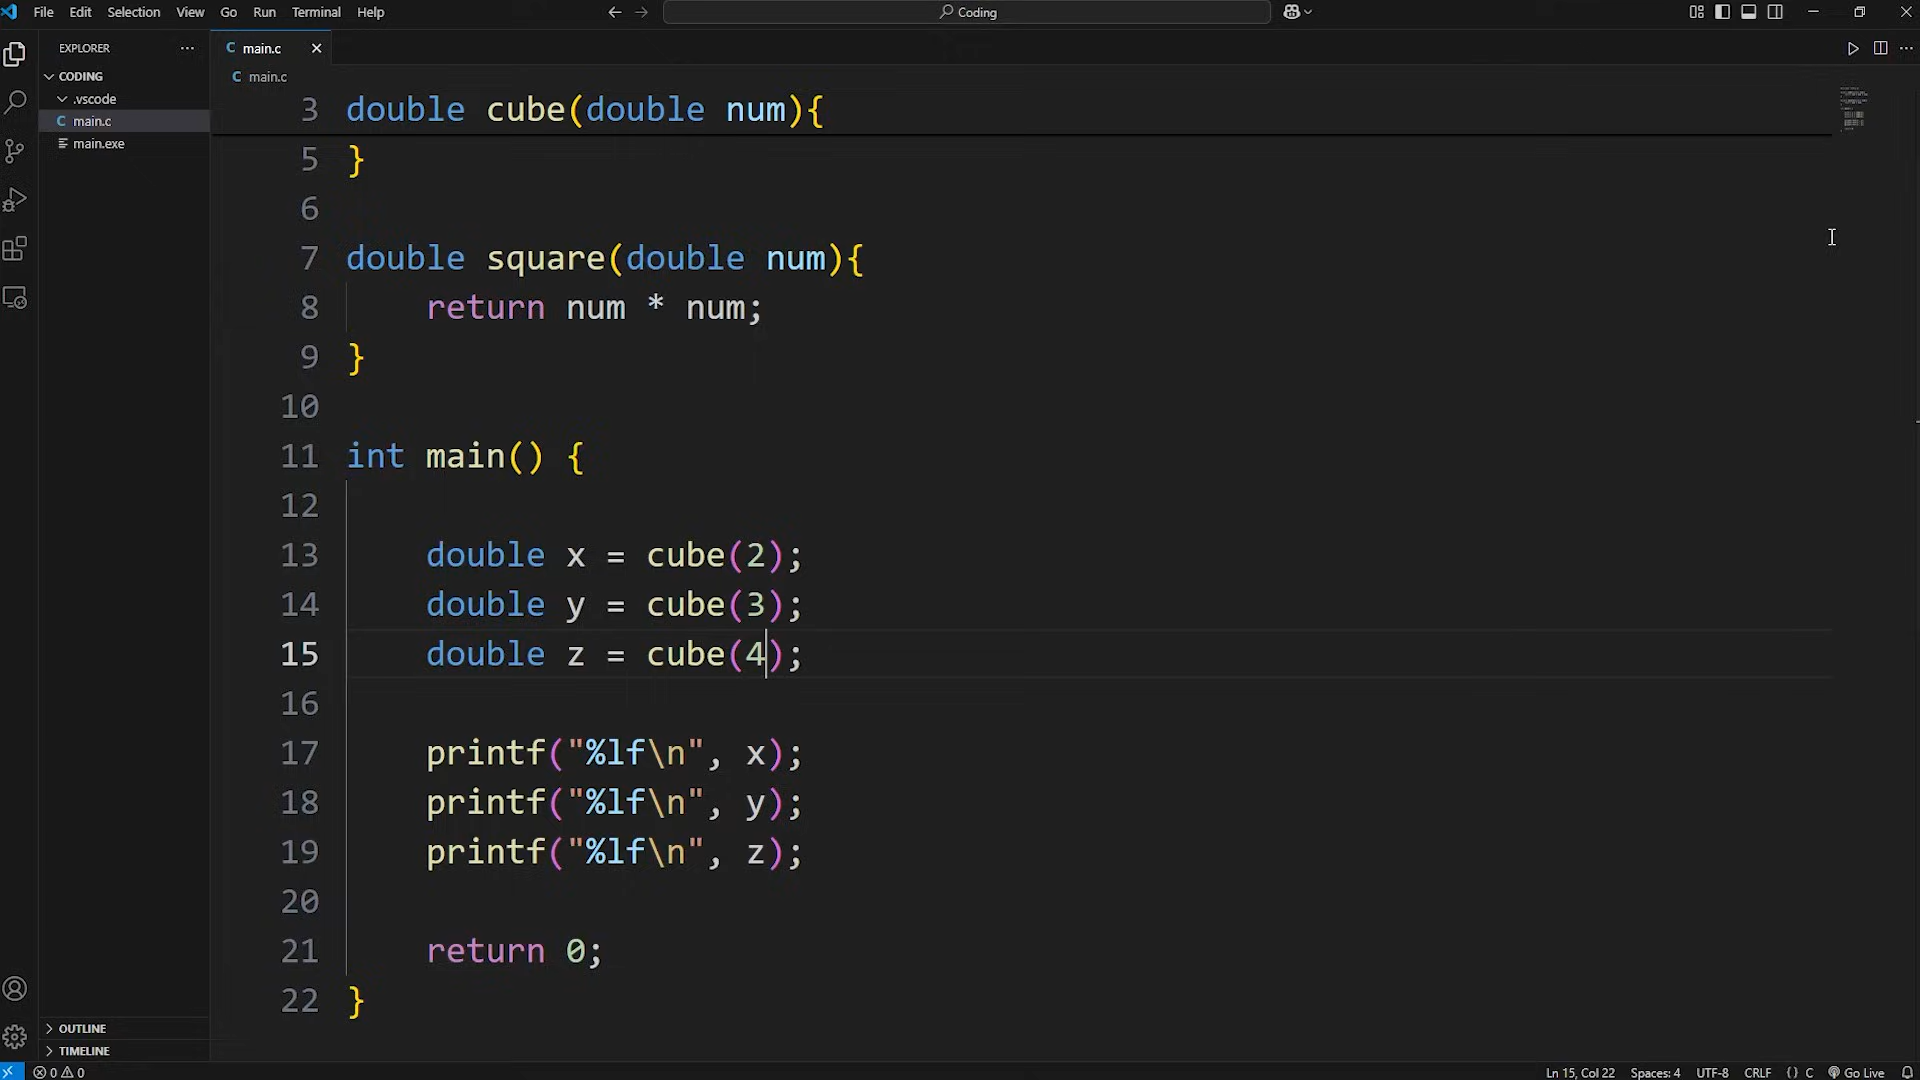 File Edit Selection View Go Run Terminal Help
Coding
EXPLORER
C main.c
CODING
C main.c
.vscode
C main.c
main.exe
3 double cube(double num){
5 }
6
7 double square(double num){
8 return num * num;
9 }
10
11 int main() {
12
13 double x = cube(2);
14 double y = cube(3);
15 double z = cube(4);
16
17 printf("%lf\n", x);
18 printf("%lf\n", y);
19 printf("%lf\n", z);
20
21 return 0;
22 }
OUTLINE
TIMELINE
0 0 Ln 15, Col 22 Spaces: 4 UTF-8 CRLF {} C Go Live